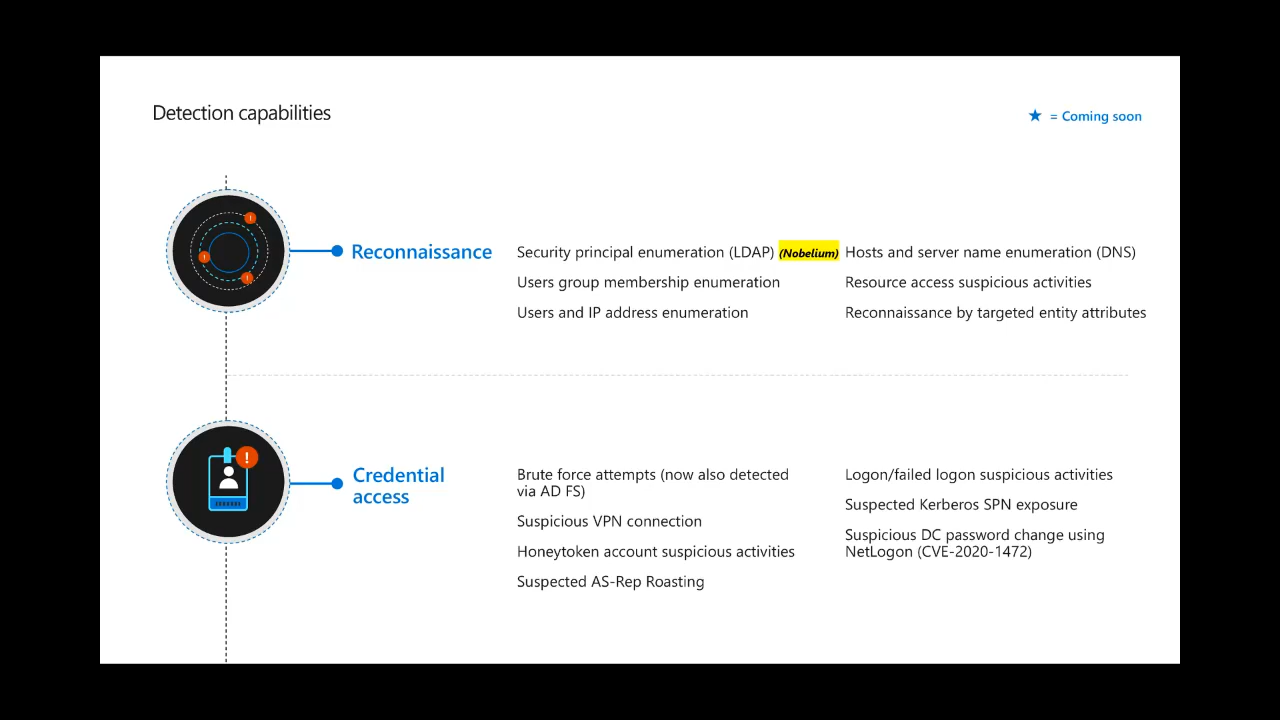 Detection capabilities
★ = Coming soon
Reconnaissance
Security principal enumeration (LDAP) (Nobelium)
Users group membership enumeration
Users and IP address enumeration
Hosts and server name enumeration (DNS)
Resource access suspicious activities
Reconnaissance by targeted entity attributes
Credential
access
Brute force attempts (now also detected
via AD FS)
Suspicious VPN connection
Honeytoken account suspicious activities
Suspected AS-Rep Roasting
Logon/failed logon suspicious activities
Suspected Kerberos SPN exposure
Suspicious DC password change using
NetLogon (CVE-2020-1472)